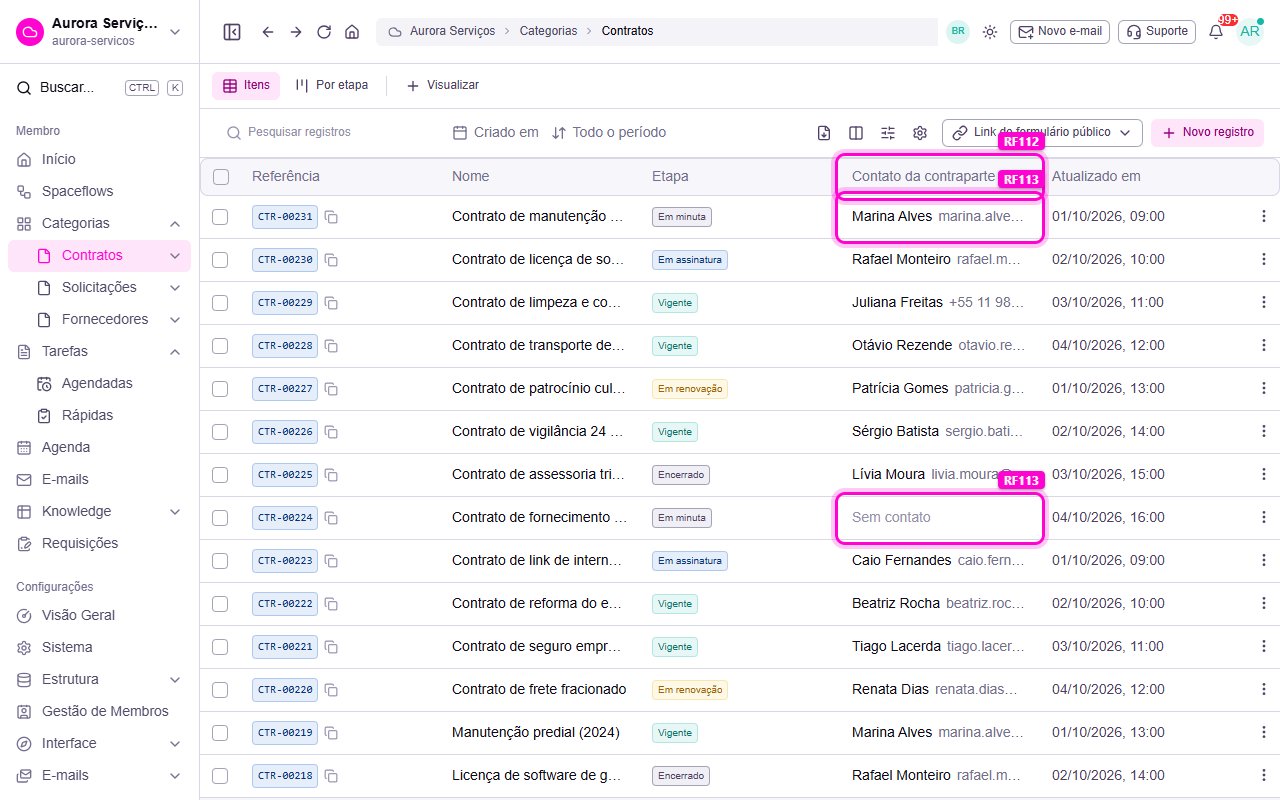 Aurora Serviç...
aurora-servicos
Buscar...
CTRL K
Membro
Início
Spaceflows
Categorias
Contratos
Solicitações
Fornecedores
Tarefas
Agendadas
Rápidas
Agenda
E-mails
Knowledge
Requisições
Configurações
Visão Geral
Sistema
Estrutura
Gestão de Membros
Interface
E-mails
Aurora Serviços > Categorias > Contratos
BR
Novo e-mail
Suporte
99+
AR
Itens
Por etapa
Visualizar
Pesquisar registros
Criado em
Todo o período
Link do formulário público
Novo registro
RF112
Referência Nome Etapa Contato da contraparte Atualizado em
RF113
CTR-00231 Contrato de manutenção ... Em minuta Marina Alves marina.alve... 01/10/2026, 09:00
CTR-00230 Contrato de licença de so... Em assinatura Rafael Monteiro rafael.m... 02/10/2026, 10:00
CTR-00229 Contrato de limpeza e co... Vigente Juliana Freitas +55 11 98... 03/10/2026, 11:00
CTR-00228 Contrato de transporte de... Vigente Otávio Rezende otavio.re... 04/10/2026, 12:00
CTR-00227 Contrato de patrocínio cul... Em renovação Patrícia Gomes patricia.g... 01/10/2026, 13:00
CTR-00226 Contrato de vigilância 24 ... Vigente Sérgio Batista sergio.bati... 02/10/2026, 14:00
CTR-00225 Contrato de assessoria tri... Encerrado Lívia Moura livia.moura 03/10/2026, 15:00
RF113
CTR-00224 Contrato de fornecimento ... Em minuta Sem contato 04/10/2026, 16:00
CTR-00223 Contrato de link de intern... Em assinatura Caio Fernandes caio.fern... 01/10/2026, 09:00
CTR-00222 Contrato de reforma do e... Vigente Beatriz Rocha beatriz.roc... 02/10/2026, 10:00
CTR-00221 Contrato de seguro empr... Vigente Tiago Lacerda tiago.lacer... 03/10/2026, 11:00
CTR-00220 Contrato de frete fracionado Em renovação Renata Dias renata.dias... 04/10/2026, 12:00
CTR-00219 Manutenção predial (2024) Vigente Marina Alves marina.alve... 01/10/2026, 13:00
CTR-00218 Licença de software de g... Encerrado Rafael Monteiro rafael.m... 02/10/2026, 14:00